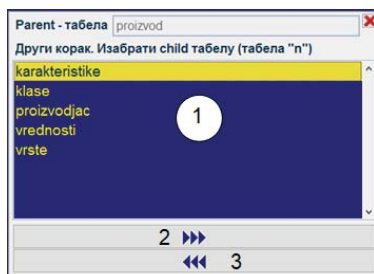 Parent - табела proizvod
Други корак. Изабрати child табелу (табела "n")
karakteristike
klase
proizvodjac
vrednosti
vrste
1
2
3